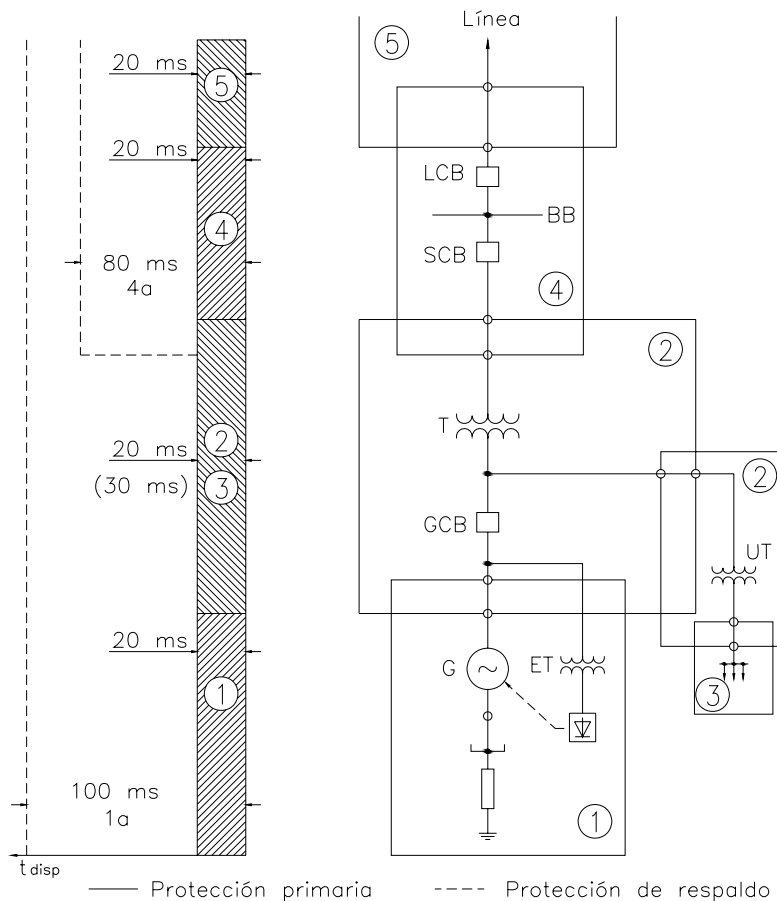 Línea
5
20 ms
5
20 ms
LCB
BB
4
SCB
80 ms
4a
4
2
T
20 ms
2
(30 ms)
3
2
GCB
UT
20 ms
G
ET
3
1
100 ms
1a
1
t disp
Protección primaria
Protección de respaldo